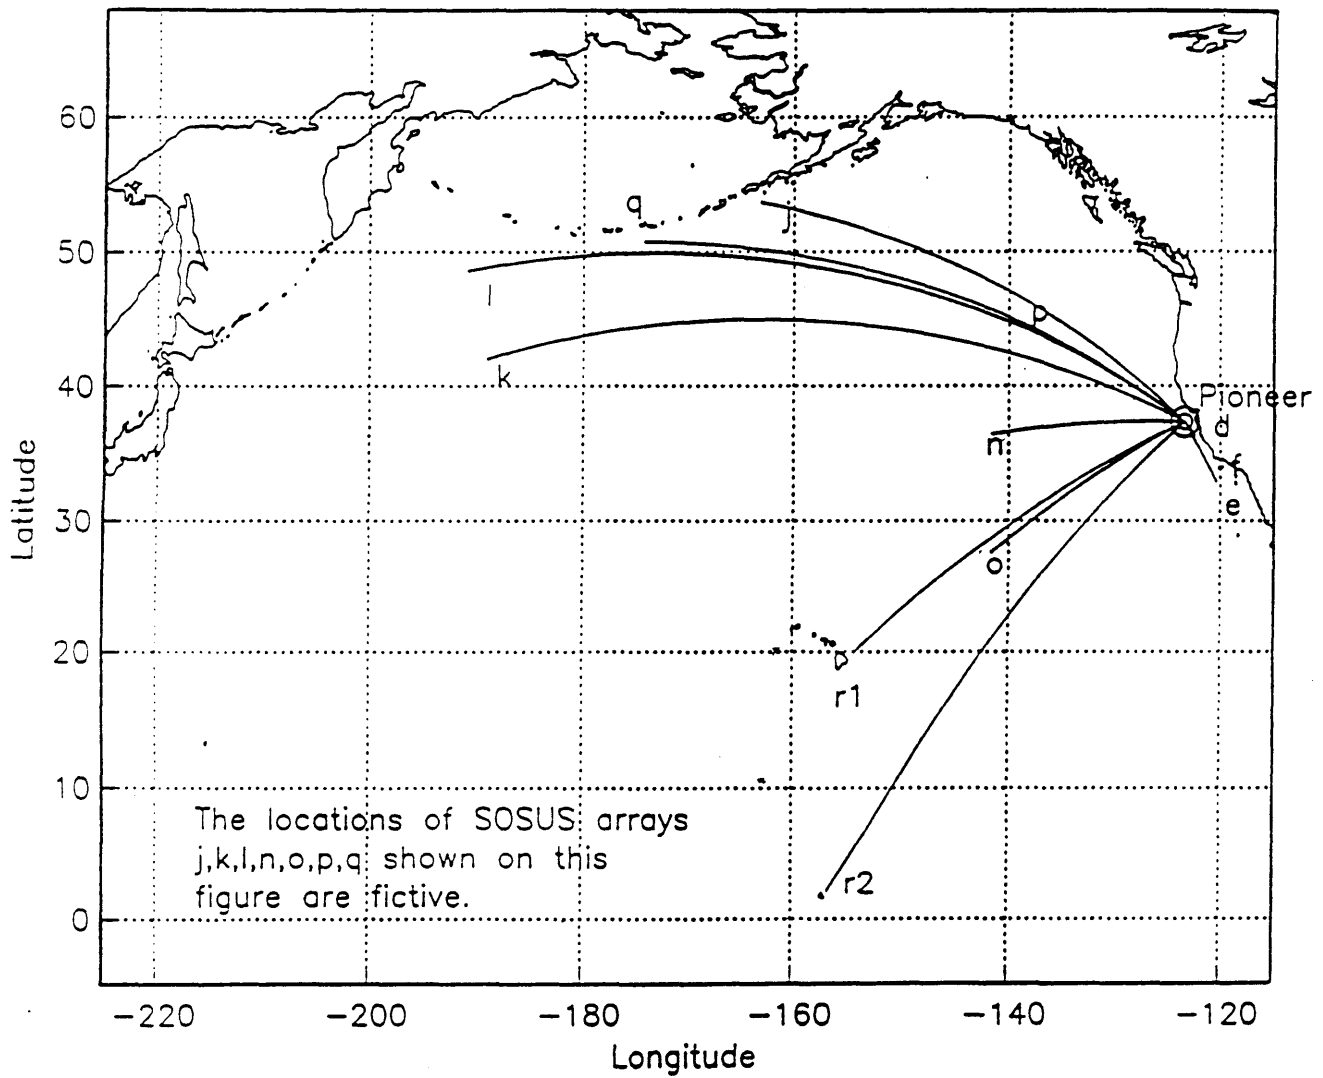 60
q
j
50
l
p
k
40
Pioneer
d
n
f
e
Latitude
30
o
20
r1
10
The locations of SOSUS arrays
j,k,l,n,o,p,q shown on this
figure are fictive.
r2
0
−220
−200
−180
−160
−140
−120
Longitude